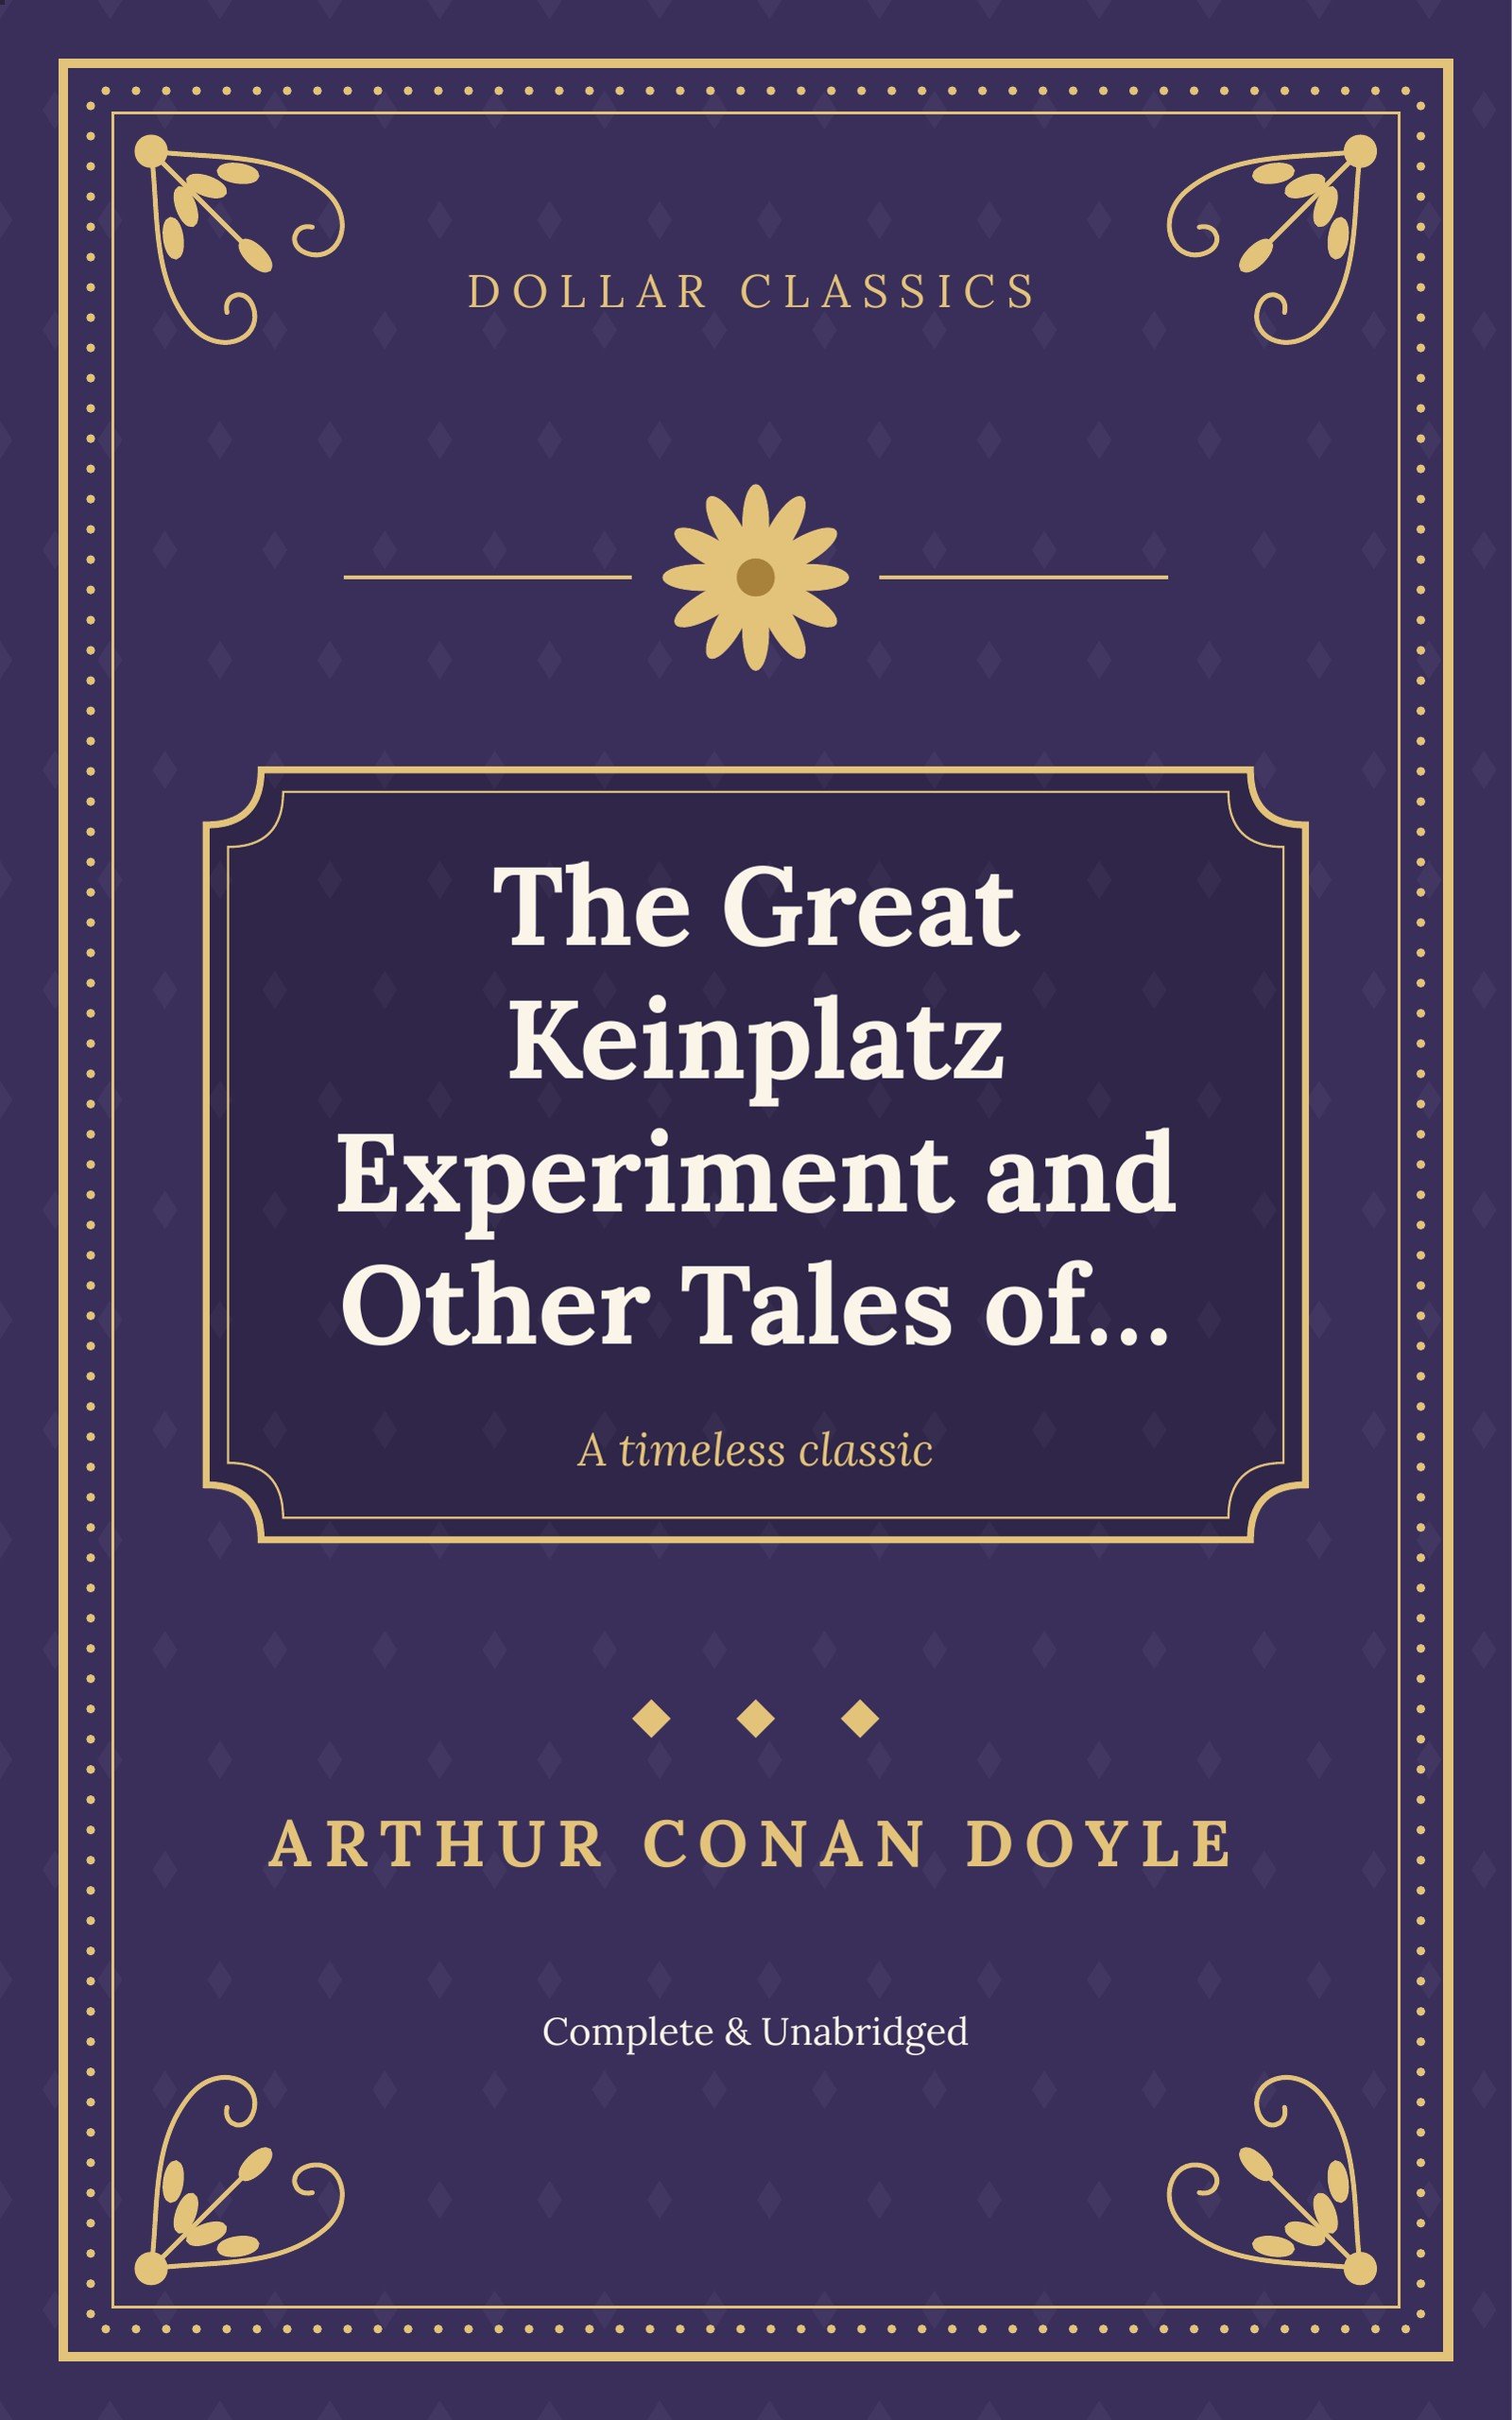 DOLLAR CLASSICS
The Great
Keinplatz
Experiment and
Other Tales of...
A timeless classic
ARTHUR CONAN DOYLE
Complete & Unabridged